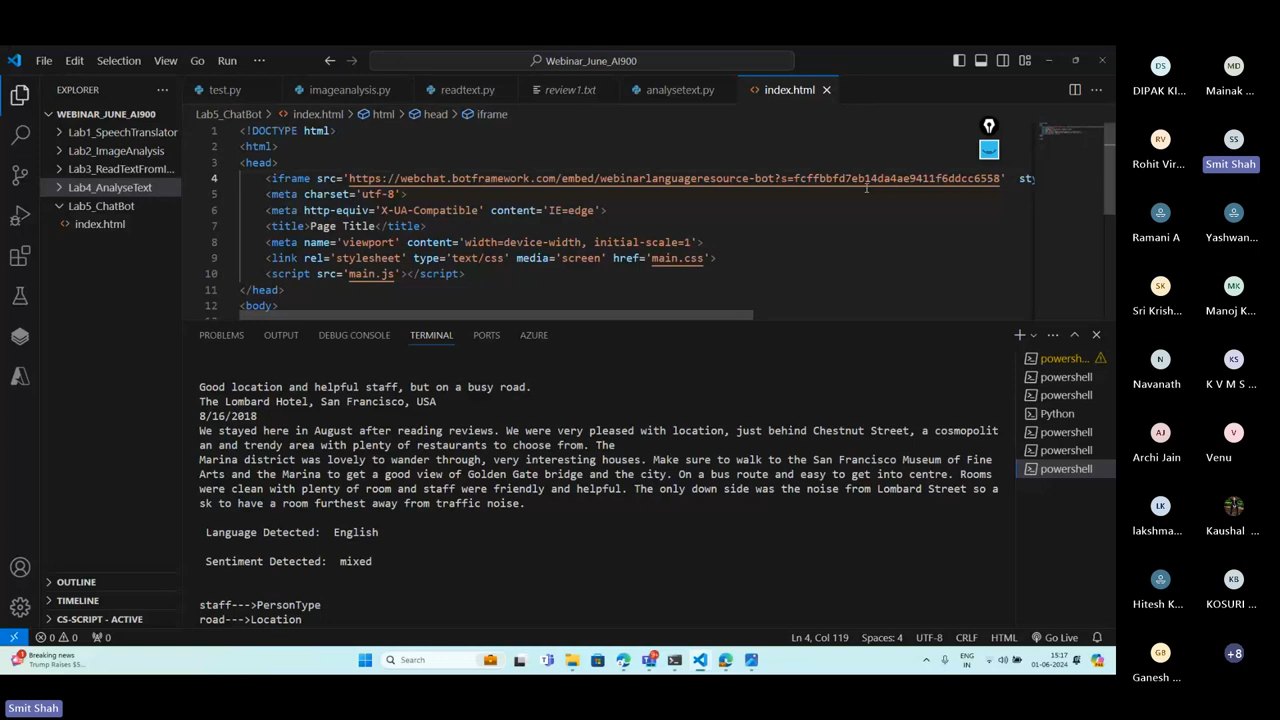 File Edit Selection View Go Run ··· Webinar_June_AI900
EXPLORER ···
WEBINAR_JUNE_AI900
Lab1_SpeechTranslator
Lab2_ImageAnalysis
Lab3_ReadTextFromI...
Lab4_AnalyseText
Lab5_ChatBot
index.html
OUTLINE
TIMELINE
CS-SCRIPT - ACTIVE
test.py imageanalysis.py readtext.py review1.txt analysetext.py index.html
Lab5_ChatBot > index.html > html > head > iframe
1 <!DOCTYPE html>
2 <html>
3 <head>
4 <iframe src='https://webchat.botframework.com/embed/webinarlanguageresource-bot?s=fcffbbfd7eb14da4ae9411f6ddcc6558' sty
5 <meta charset='utf-8'>
6 <meta http-equiv='X-UA-Compatible' content='IE=edge'>
7 <title>Page Title</title>
8 <meta name='viewport' content='width=device-width, initial-scale=1'>
9 <link rel='stylesheet' type='text/css' media='screen' href='main.css'>
10 <script src='main.js'></script>
11 </head>
12 <body>
PROBLEMS OUTPUT DEBUG CONSOLE TERMINAL PORTS AZURE
Good location and helpful staff, but on a busy road.
The Lombard Hotel, San Francisco, USA
8/16/2018
We stayed here in August after reading reviews. We were very pleased with location, just behind Chestnut Street, a cosmopolit
an and trendy area with plenty of restaurants to choose from. The
Marina district was lovely to wander through, very interesting houses. Make sure to walk to the San Francisco Museum of Fine
Arts and the Marina to get a good view of Golden Gate bridge and the city. On a bus route and easy to get into centre. Rooms
were clean with plenty of room and staff were friendly and helpful. The only down side was the noise from Lombard Street so a
sk to have a room furthest away from traffic noise.
Language Detected: English
Sentiment Detected: mixed
staff--->PersonType
road--->Location
powersh...
powershell
powershell
Python
powershell
powershell
powershell
0 0 0 Ln 4, Col 119 Spaces: 4 UTF-8 CRLF HTML Go Live
Breaking news
Trump Raises $5...
Search
ENG
IN
15:17
01-06-2024
Smit Shah
DS MD
DIPAK KI... Mainak ...
RV SS
Rohit Vir... Smit Shah
Ramani A Yashwan...
SK MK
Sri Krish... Manoj K...
N KS
Navanath K V M S ...
AJ V
Archi Jain Venu
LK
lakshma... Kaushal ...
KB
Hitesh K... KOSURI ...
GB +8
Ganesh ...